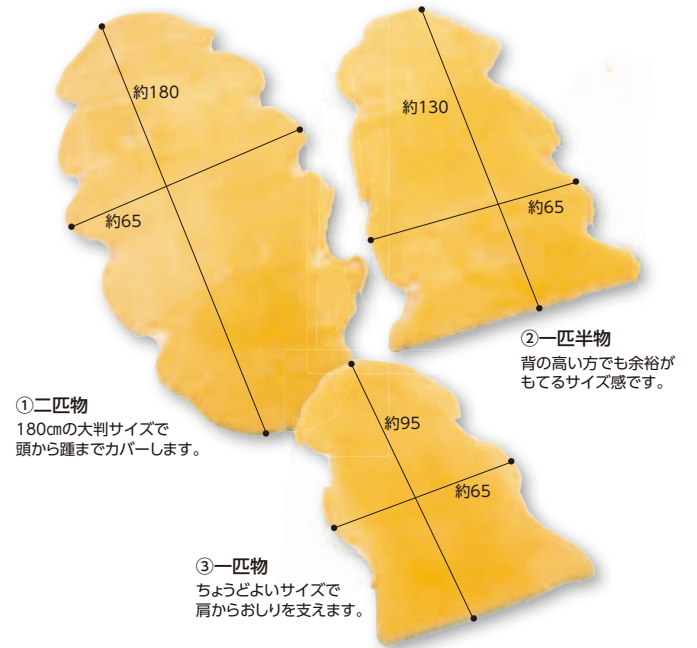 約180
約65
①二匹物
180㎝の大判サイズで
頭から踵までカバーします。
約130
約65
②一匹半物
背の高い方でも余裕が
もてるサイズ感です。
約95
約65
③一匹物
ちょうどよいサイズで
肩からおしりを支えます。